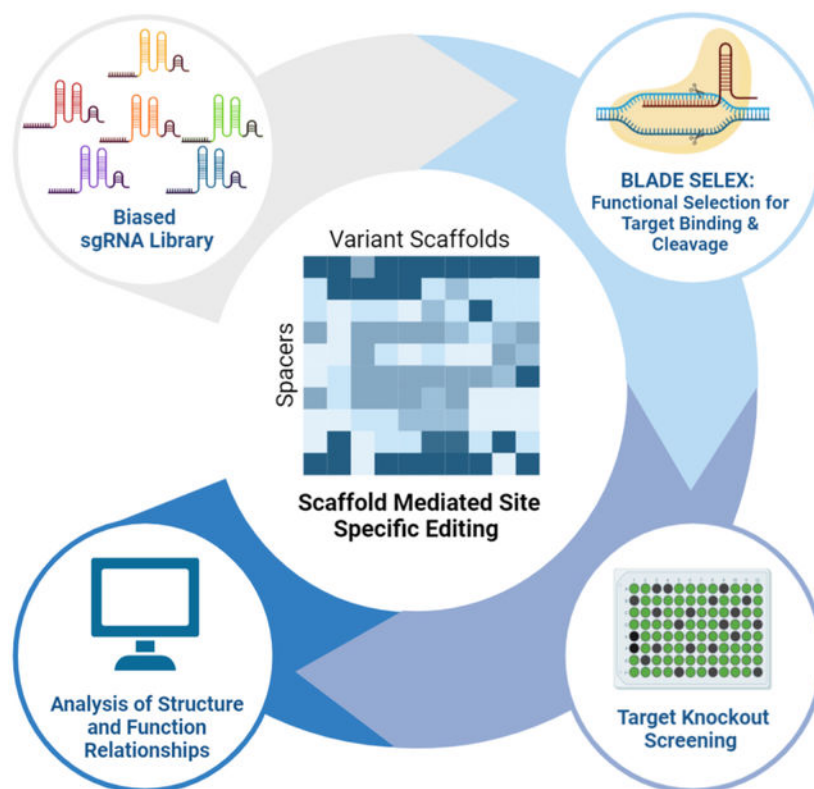 Biased
sgRNA Library
BLADE SELEX:
Functional Selection for
Target Binding &
Cleavage
Variant Scaffolds
Spacers
Scaffold Mediated Site
Specific Editing
Analysis of Structure
and Function
Relationships
Target Knockout
Screening